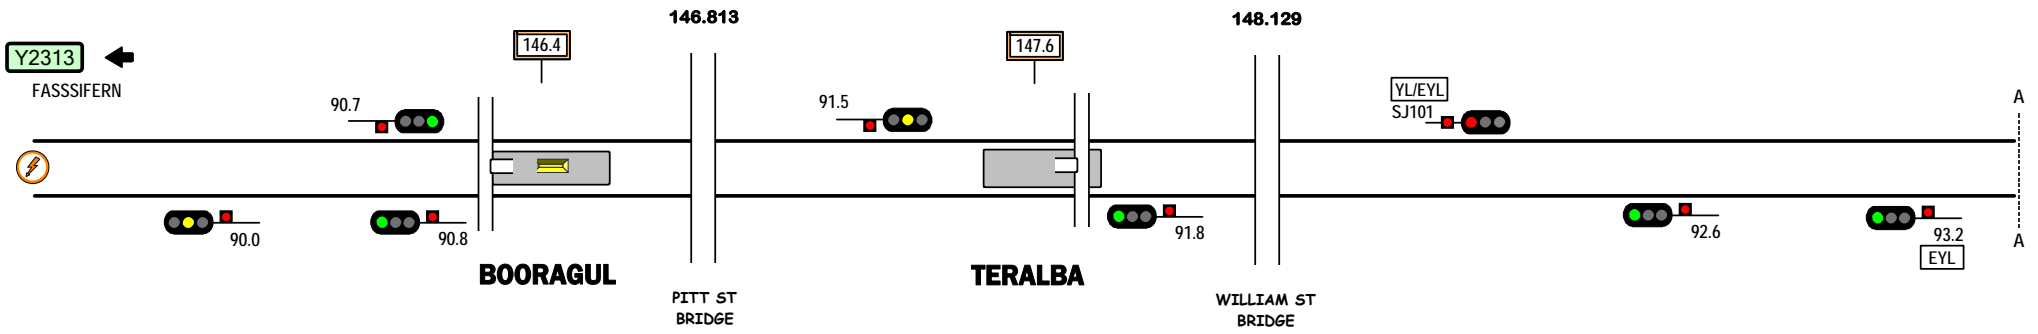 146.813
148.129
Y2313
FASSSIFERN
146.4
147.6
90.7
91.5
YL/EYL
SJ101
A
90.0
90.8
91.8
92.6
93.2
EYL
A
BOORAGUL
TERALBA
PITT ST
BRIDGE
WILLIAM ST
BRIDGE